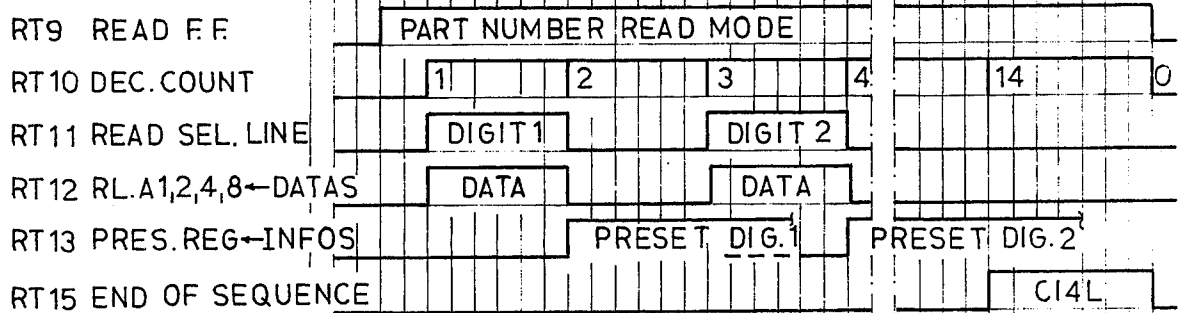 RT9 READ F.F. PART NUMBER READ MODE
RT10 DEC.COUNT 1 2 3 4 14 0
RT11 READ SEL. LINE DIGIT 1 DIGIT 2
RT12 RL.A1,2,4,8←DATAS DATA DATA
RT13 PRES.REG←INFOS PRESET DIG.1 PRESET DIG.2
RT15 END OF SEQUENCE C14L